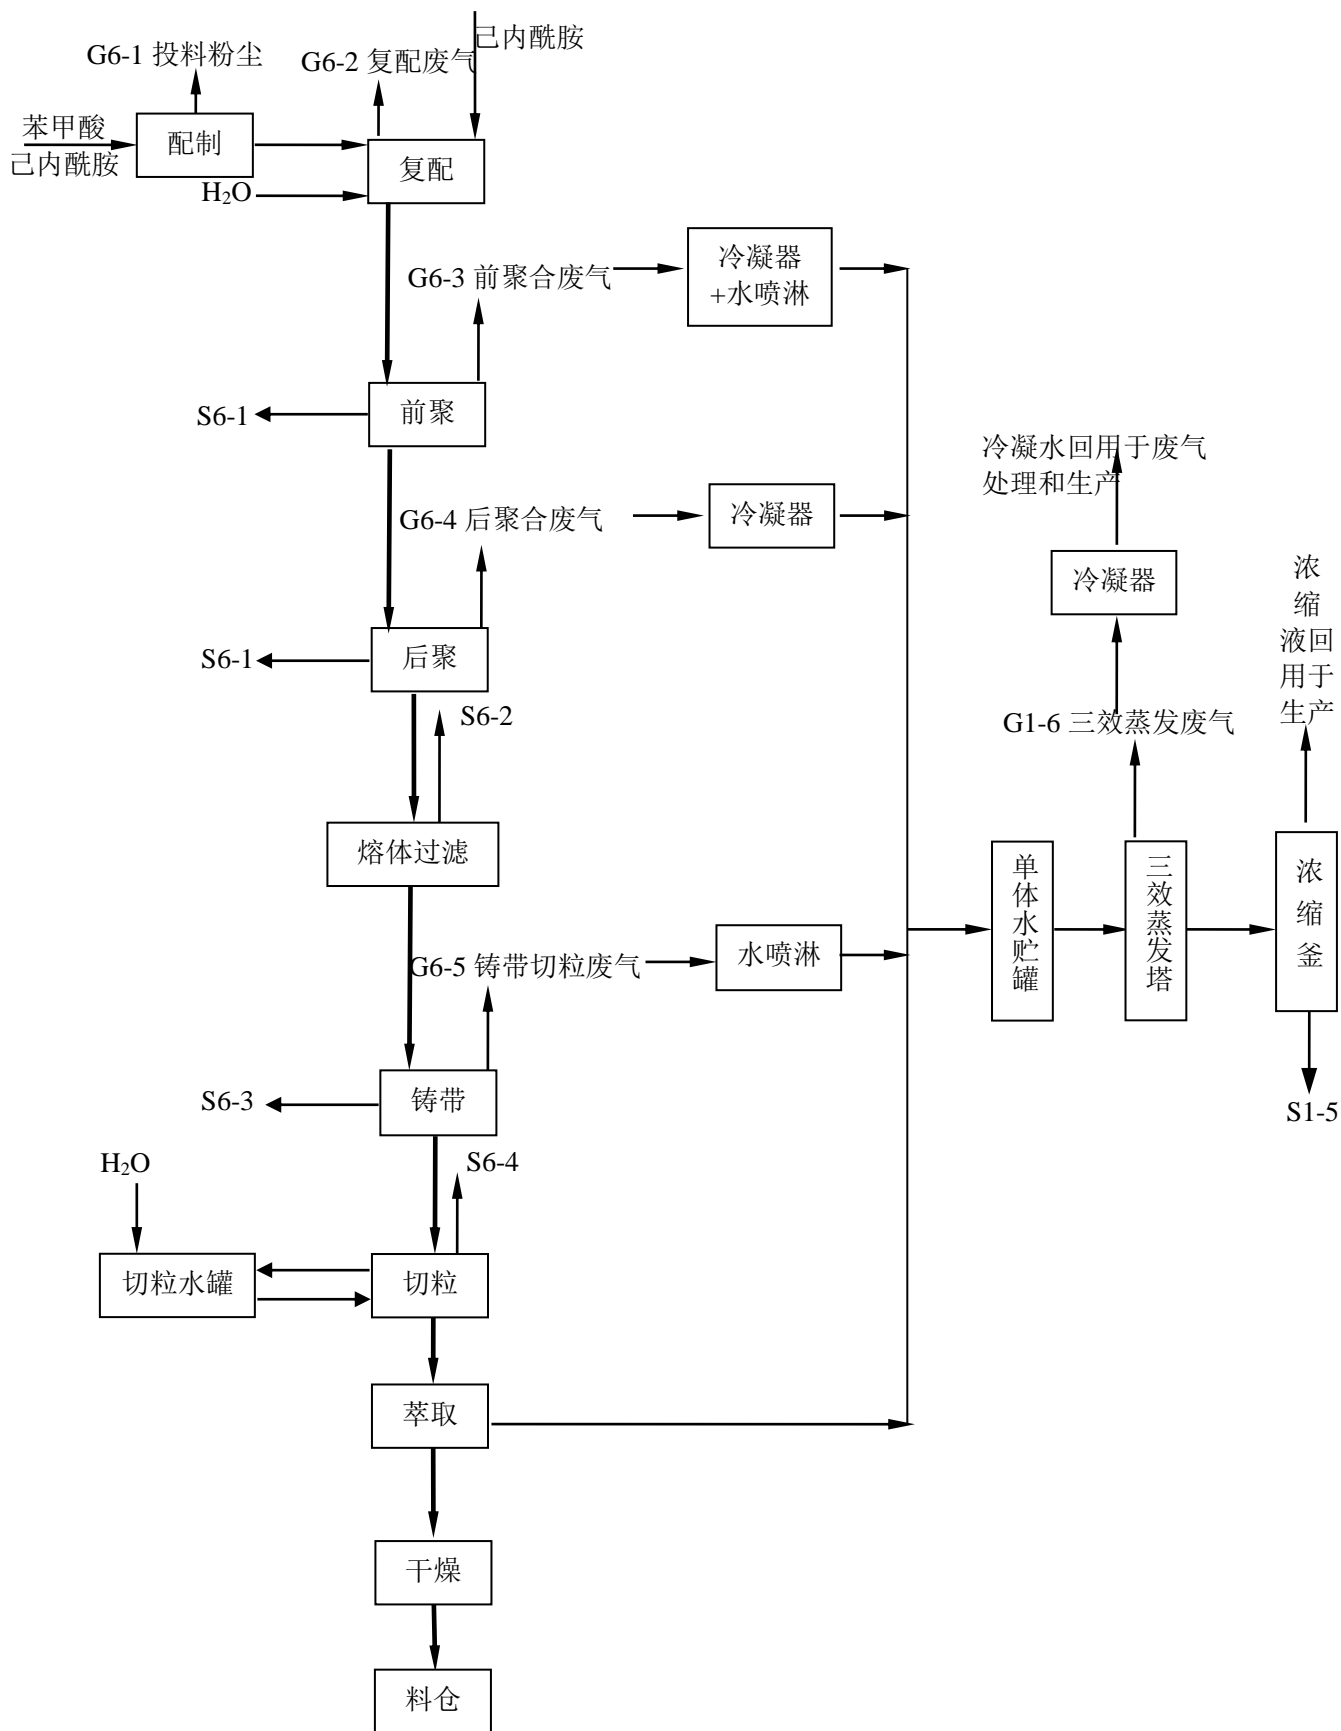 己内酰胺
G6-1 投料粉尘
G6-2 复配废气
苯甲酸
己内酰胺
配制
复配
H₂O
G6-3 前聚合废气
冷凝器
+水喷淋
S6-1
前聚
冷凝水回用于废气
处理和生产
G6-4 后聚合废气
冷凝器
冷凝器
浓
缩
液回
用于
生产
S6-1
后聚
S6-2
G1-6 三效蒸发废气
熔体过滤
单体水贮罐
三效蒸发塔
浓缩釜
G6-5 铸带切粒废气
水喷淋
S6-3
铸带
S1-5
H₂O
S6-4
切粒水罐
切粒
萃取
干燥
料仓